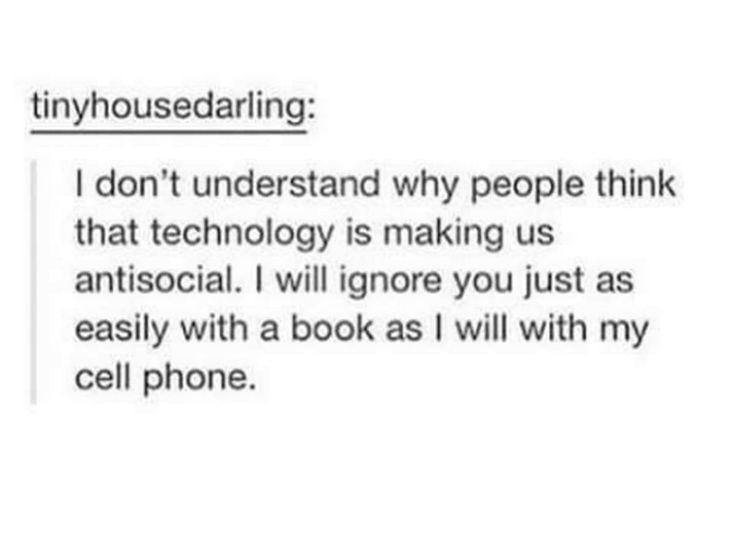 tinyhousedarling:
I don't understand why people think
that technology is making us
antisocial. I will ignore you just as
easily with a book as I will with my
cell phone.